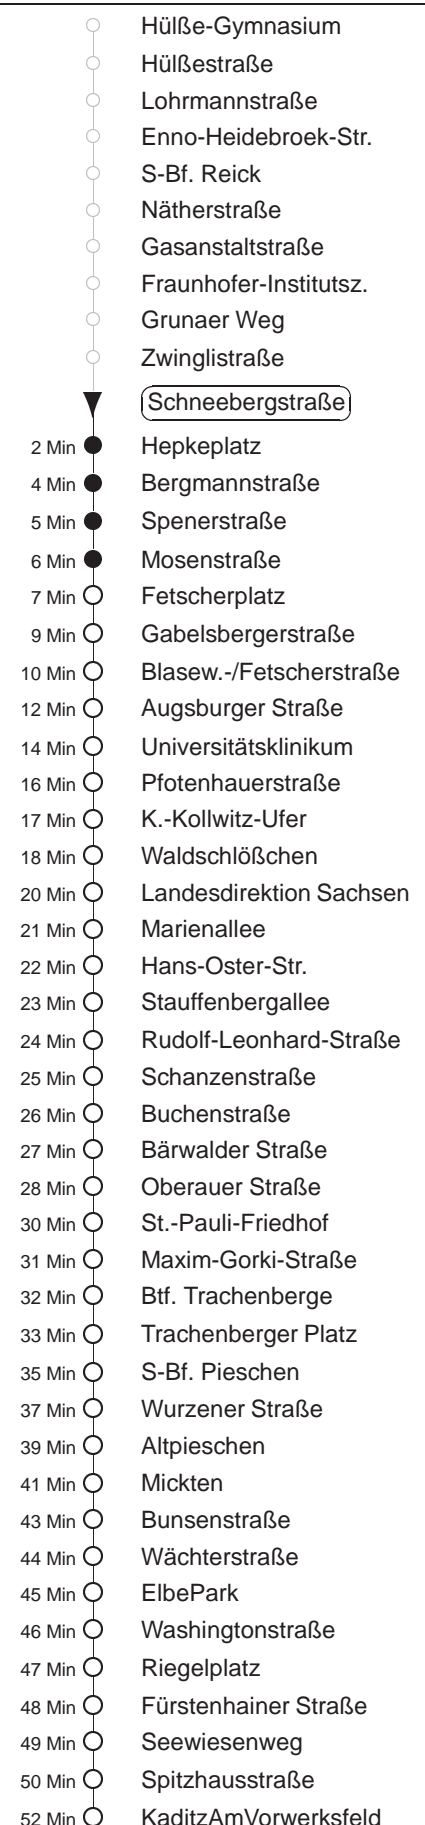 Hülße-Gymnasium
Hülßestraße
Lohrmannstraße
Enno-Heidebroek-Str.
S-Bf. Reick
Nätherstraße
Gasanstaltstraße
Fraunhofer-Institutsz.
Grunaer Weg
Zwinglistraße
Schneebergstraße
2 Min Hepkeplatz
4 Min Bergmannstraße
5 Min Spenerstraße
6 Min Mosenstraße
7 Min Fetscherplatz
9 Min Gabelsbergerstraße
10 Min Blasew.-/Fetscherstraße
12 Min Augsburger Straße
14 Min Universitätsklinikum
16 Min Pfotenhauerstraße
17 Min K.-Kollwitz-Ufer
18 Min Waldschlößchen
20 Min Landesdirektion Sachsen
21 Min Marienallee
22 Min Hans-Oster-Str.
23 Min Stauffenbergallee
24 Min Rudolf-Leonhard-Straße
25 Min Schanzenstraße
26 Min Buchenstraße
27 Min Bärwalder Straße
28 Min Oberauer Straße
30 Min St.-Pauli-Friedhof
31 Min Maxim-Gorki-Straße
32 Min Btf. Trachenberge
33 Min Trachenberger Platz
35 Min S-Bf. Pieschen
37 Min Wurzener Straße
39 Min Altpieschen
41 Min Mickten
43 Min Bunsenstraße
44 Min Wächterstraße
45 Min ElbePark
46 Min Washingtonstraße
47 Min Riegelplatz
48 Min Fürstenhainer Straße
49 Min Seewiesenweg
50 Min Spitzhausstraße
52 Min KaditzAmVorwerksfeld